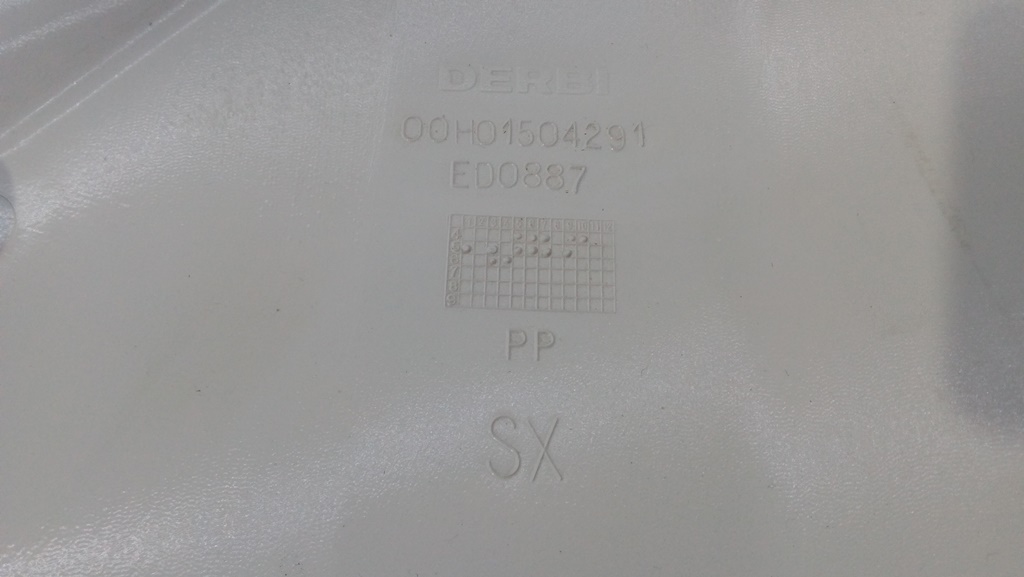 DERBI
00H01504291
ED0887
PP
SX